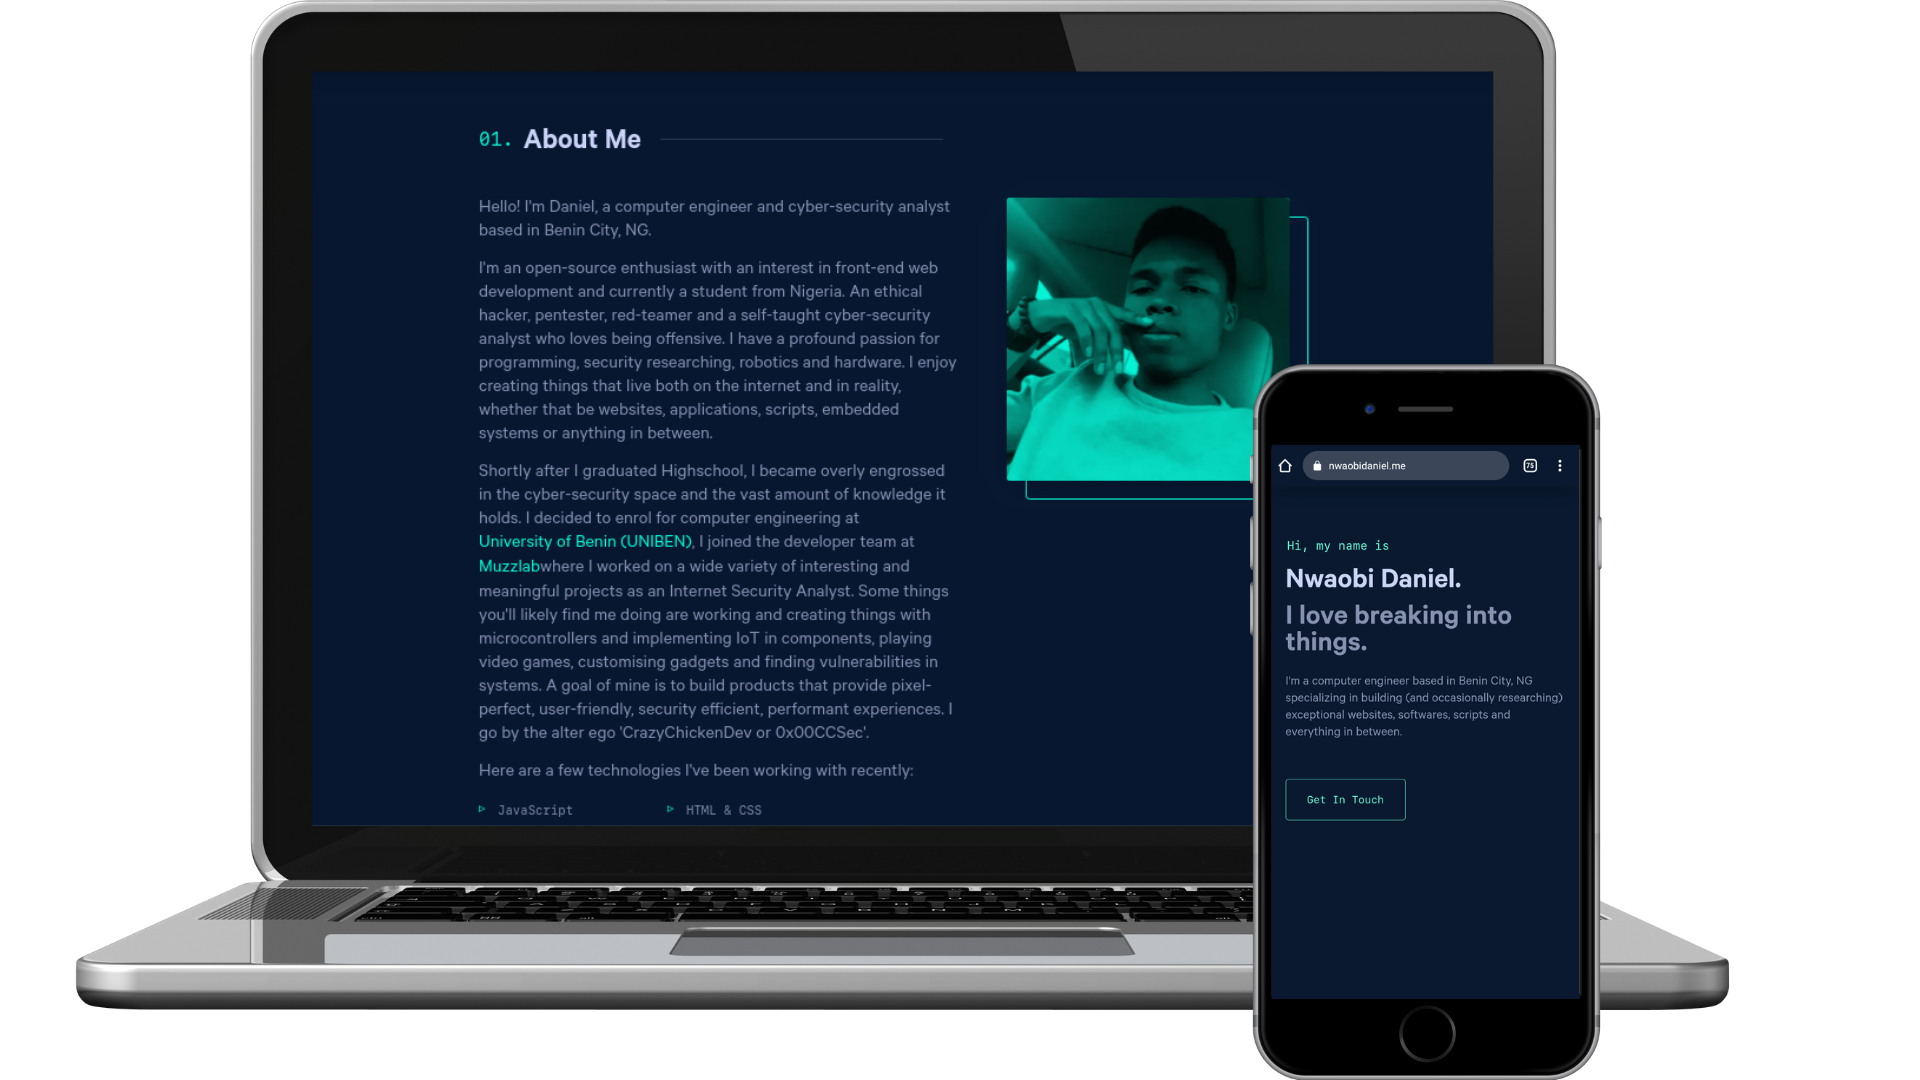 01. About Me
Hello! I'm Daniel, a computer engineer and cyber-security analyst
based in Benin City, NG.
I'm an open-source enthusiast with an interest in front-end web
development and currently a student from Nigeria. An ethical
hacker, pentester, red-teamer and a self-taught cyber-security
analyst who loves being offensive. I have a profound passion for
programming, security researching, robotics and hardware. I enjoy
creating things that live both on the internet and in reality,
whether that be websites, applications, scripts, embedded
systems or anything in between.
Shortly after I graduated Highschool, I became overly engrossed
in the cyber-security space and the vast amount of knowledge it
holds. I decided to enrol for computer engineering at
University of Benin (UNIBEN), I joined the developer team at
Muzzlabwhere I worked on a wide variety of interesting and
meaningful projects as an Internet Security Analyst. Some things
you'll likely find me doing are working and creating things with
microcontrollers and implementing IoT in components, playing
video games, customising gadgets and finding vulnerabilities in
systems. A goal of mine is to build products that provide pixel-
perfect, user-friendly, security efficient, performant experiences. I
go by the alter ego 'CrazyChickenDev or 0x00CCSec'.
Here are a few technologies I've been working with recently:
JavaScript
HTML & CSS
nwaobidaniel.me
75
Hi, my name is
Nwaobi Daniel.
I love breaking into
things.
I'm a computer engineer based in Benin City, NG
specializing in building (and occasionally researching)
exceptional websites, softwares, scripts and
everything in between.
Get In Touch